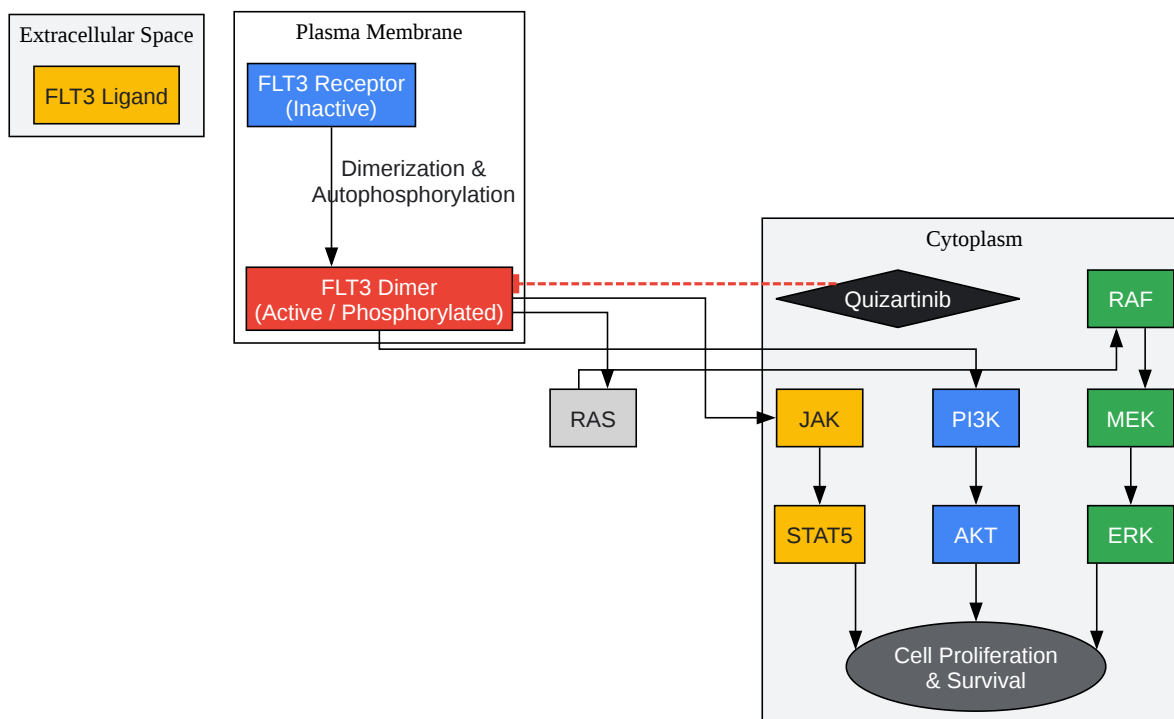 Extracellular Space
FLT3 Ligand
Plasma Membrane
FLT3 Receptor
(Inactive)
Dimerization &
Autophosphorylation
FLT3 Dimer
(Active / Phosphorylated)
Cytoplasm
Quizartinib
RAF
RAS
JAK
PI3K
MEK
STAT5
AKT
ERK
Cell Proliferation
& Survival